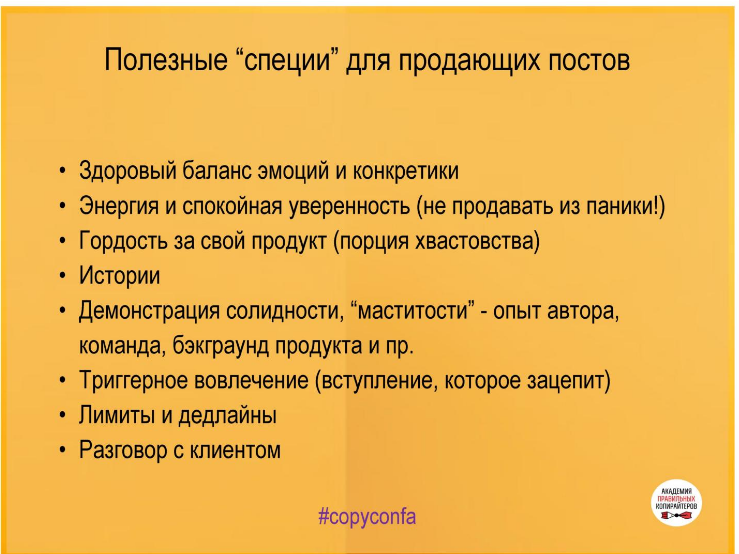 Полезные “специи” для продающих постов
• Здоровый баланс эмоций и конкретики
• Энергия и спокойная уверенность (не продавать из паники!)
• Гордость за свой продукт (порция хвастовства)
• Истории
• Демонстрация солидности, “маститости” - опыт автора,
команда, бэкграунд продукта и пр.
• Триггерное вовлечение (вступление, которое зацепит)
• Лимиты и дедлайны
• Разговор с клиентом
#copyconfa
АКАДЕМИЯ
ПРАВИЛЬНЫХ
КОПИРАЙТЕРОВ